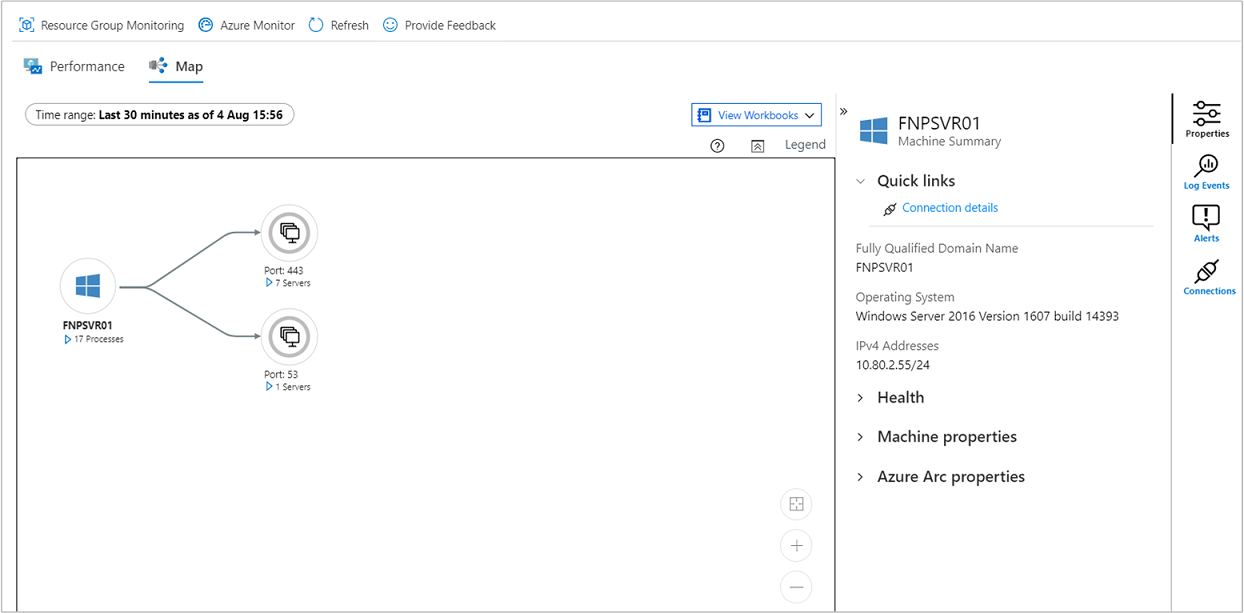 Resource Group Monitoring Azure Monitor Refresh Provide Feedback
Performance Map
Time range: Last 30 minutes as of 4 Aug 15:56
View Workbooks
Legend
FNPSVR01
17 Processes
Port: 443
7 Servers
Port: 53
1 Servers
FNPSVR01
Machine Summary
Quick links
Connection details
Fully Qualified Domain Name
FNPSVR01
Operating System
Windows Server 2016 Version 1607 build 14393
IPv4 Addresses
10.80.2.55/24
Health
Machine properties
Azure Arc properties
Properties
Log Events
Alerts
Connections